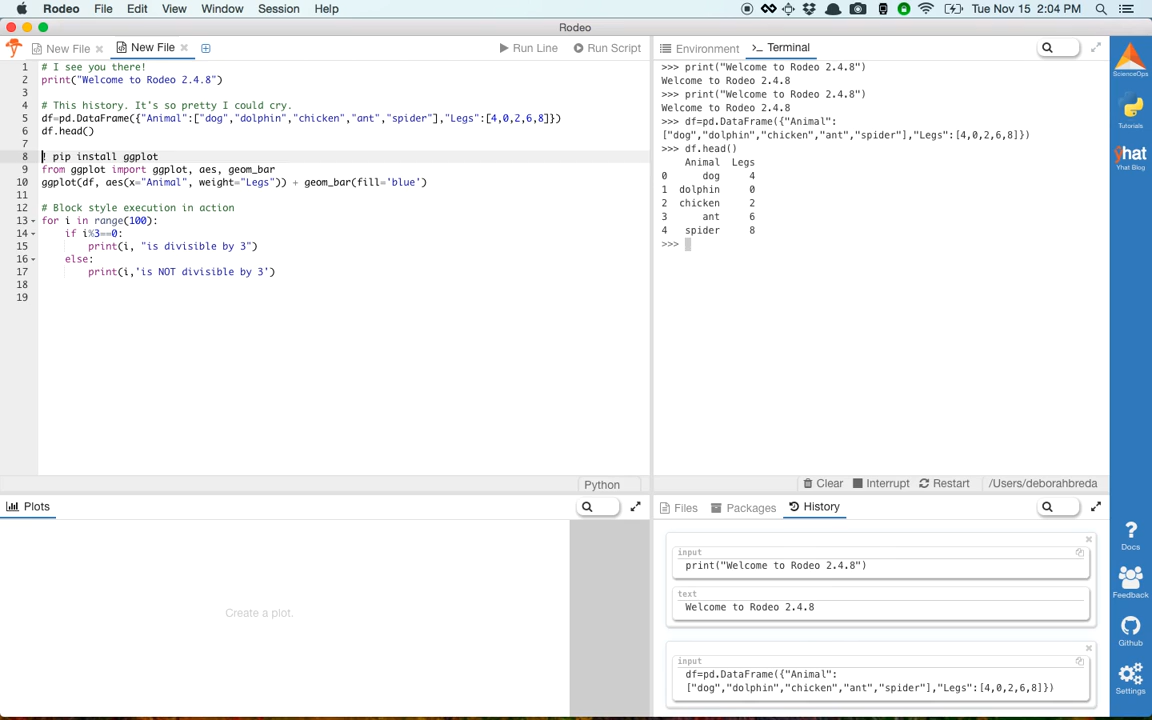 Rodeo File Edit View Window Session Help Tue Nov 15 2:04 PM
Rodeo
New File New File Run Line Run Script
1 # I see you there!
2 print("Welcome to Rodeo 2.4.8")
3
4 # This history. It's so pretty I could cry.
5 df=pd.DataFrame({"Animal":["dog","dolphin","chicken","ant","spider"],"Legs":[4,0,2,6,8]})
6 df.head()
7
8 ! pip install ggplot
9 from ggplot import ggplot, aes, geom_bar
10 ggplot(df, aes(x="Animal", weight="Legs")) + geom_bar(fill='blue')
11
12 # Block style execution in action
13 for i in range(100):
14 if i%3==0:
15 print(i, "is divisible by 3")
16 else:
17 print(i,'is NOT divisible by 3')
18
19
Python
Environment >_ Terminal
>>> print("Welcome to Rodeo 2.4.8")
Welcome to Rodeo 2.4.8
>>> print("Welcome to Rodeo 2.4.8")
Welcome to Rodeo 2.4.8
>>> df=pd.DataFrame({"Animal":
["dog","dolphin","chicken","ant","spider"],"Legs":[4,0,2,6,8]})
>>> df.head()
Animal Legs
0 dog 4
1 dolphin 0
2 chicken 2
3 ant 6
4 spider 8
>>>
Clear Interrupt Restart /Users/deborahbreda
Plots
Create a plot.
Files Packages History
input
print("Welcome to Rodeo 2.4.8")
text
Welcome to Rodeo 2.4.8
input
df=pd.DataFrame({"Animal":
["dog","dolphin","chicken","ant","spider"],"Legs":[4,0,2,6,8]})
ScienceOps
Tutorials
yhat
Yhat Blog
?
Docs
Feedback
Github
Settings